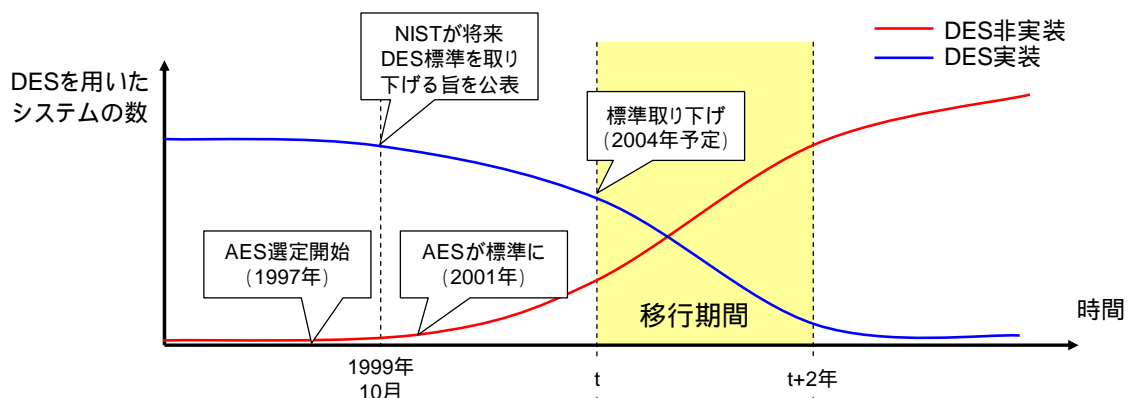 NISTが将来
DES標準を取り
下げる旨を公表
DES非実装
DES実装
DESを用いた
システムの数
標準取り下げ
(2004年予定)
AES選定開始
(1997年)
AESが標準に
(2001年)
移行期間
時間
1999年
10月
t
t+2年